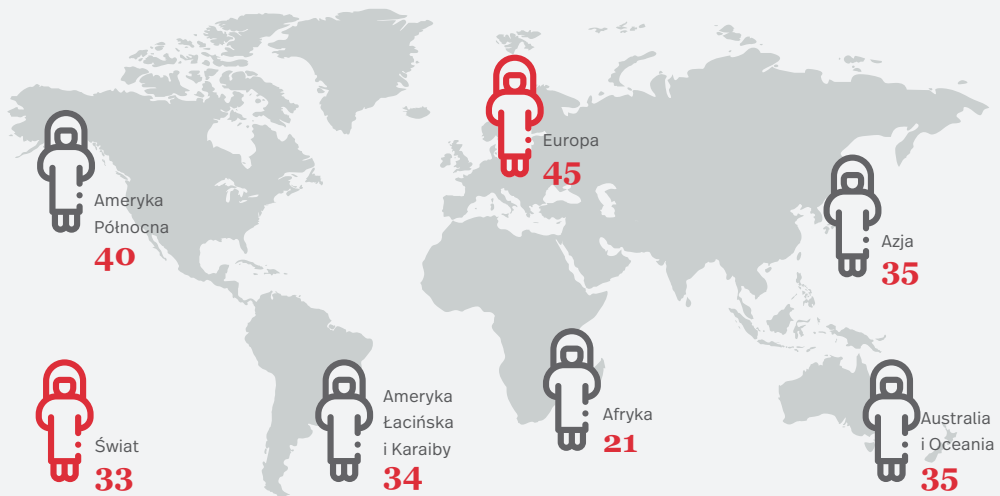 Europa
45
Ameryka
Północna
40
Azja
35
Świat
33
Ameryka
Łacińska
i Karaiby
34
Afryka
21
Australia
i Oceania
35